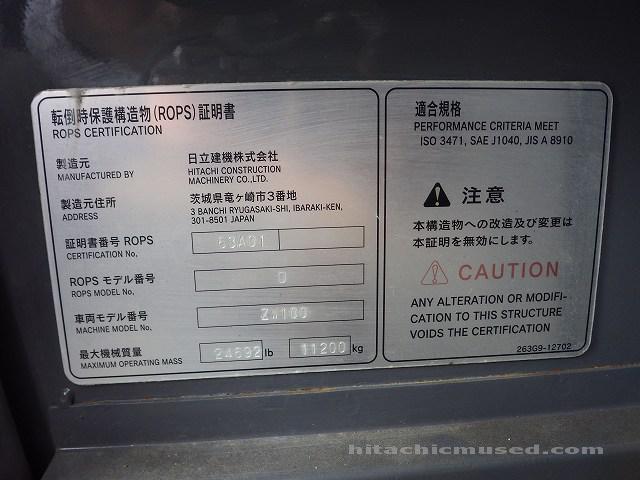 転倒時保護構造物(ROPS)証明書
ROPS CERTIFICATION
製造元
MANUFACTURED BY
日立建機株式会社
HITACHI CONSTRUCTION
MACHINERY CO.,LTD.
製造元住所
ADDRESS
茨城県竜ヶ崎市3番地
3 BANCHI RYUGASAKI-SHI, IBARAKI-KEN,
301-8501 JAPAN
証明書番号 ROPS
CERTIFICATION No.
63A01
ROPS モデル番号
ROPS MODEL No.
D
車両モデル番号
MACHINE MODEL No.
ZW100
最大機械質量
MAXIMUM OPERATING MASS
24692 lb 11200 kg
適合規格
PERFORMANCE CRITERIA MEET
ISO 3471, SAE J1040, JIS A 8910
注意
本構造物への改造及び変更は
本証明を無効にします。
CAUTION
ANY ALTERATION OR MODIFI-
CATION TO THIS STRUCTURE
VOIDS THE CERTIFICATION
263G9-12702
hitachicmused.com